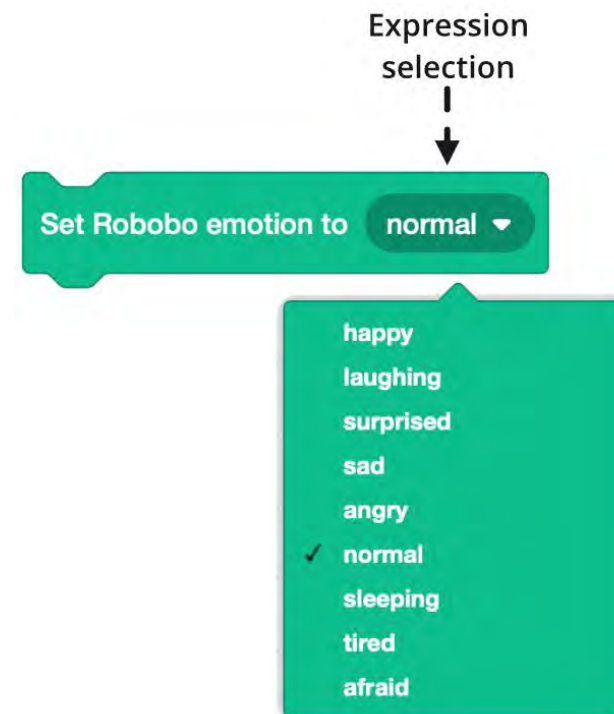 Expression
selection
Set Robobo emotion to normal
happy
laughing
surprised
sad
angry
normal
sleeping
tired
afraid